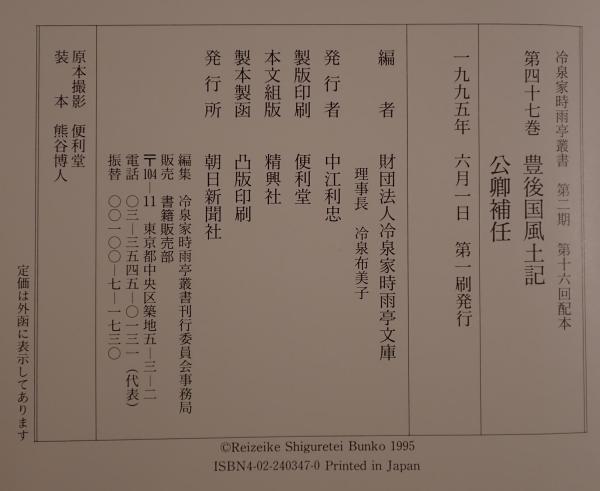 冷泉家時雨亭叢書　第二期　第十六回配本
第四十七巻　豊後国風土記
公卿補任
一九九五年　六月一日　第一刷発行
編者　財団法人冷泉家時雨亭文庫
理事長　冷泉布美子
発行者　中江利忠
製版印刷　便利堂
本文組版　精興社
製本製函　凸版印刷
発行所　朝日新聞社
編集　冷泉家時雨亭叢書刊行委員会事務局
販売　書籍販売部
〒104―11　東京都中央区築地五―三―二
電話　〇三―三五四五―〇一三一（代表）
振替　〇〇一〇〇―七―一七三〇
原本撮影　便利堂
装本　熊谷博人
定価は外函に表示してあります
©Reizeike Shiguretei Bunko 1995
ISBN4-02-240347-0 Printed in Japan